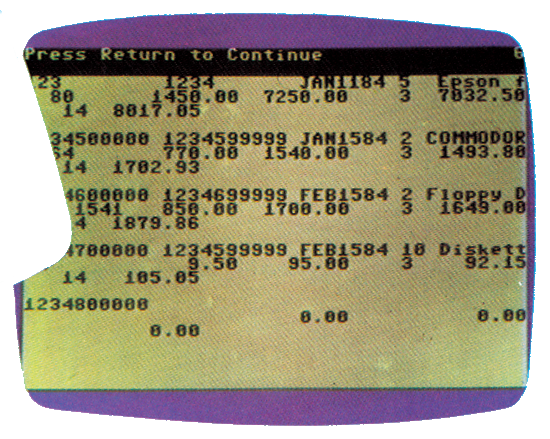 Press Return to Continue 6
23 1234 JAN1184 5 Epson f
80 1450.00 7250.00 3 7032.50
14 8017.05
34500000 1234599999 JAN1584 2 COMMODOR
64 770.00 1540.00 3 1493.80
14 1702.93
4600000 1234699999 FEB1584 2 Floppy D
1541 850.00 1700.00 3 1649.00
4 1879.86
4700000 1234599999 FEB1584 10 Diskett
9.50 95.00 3 92.15
14 105.05
1234800000
0.00 0.00
0.00